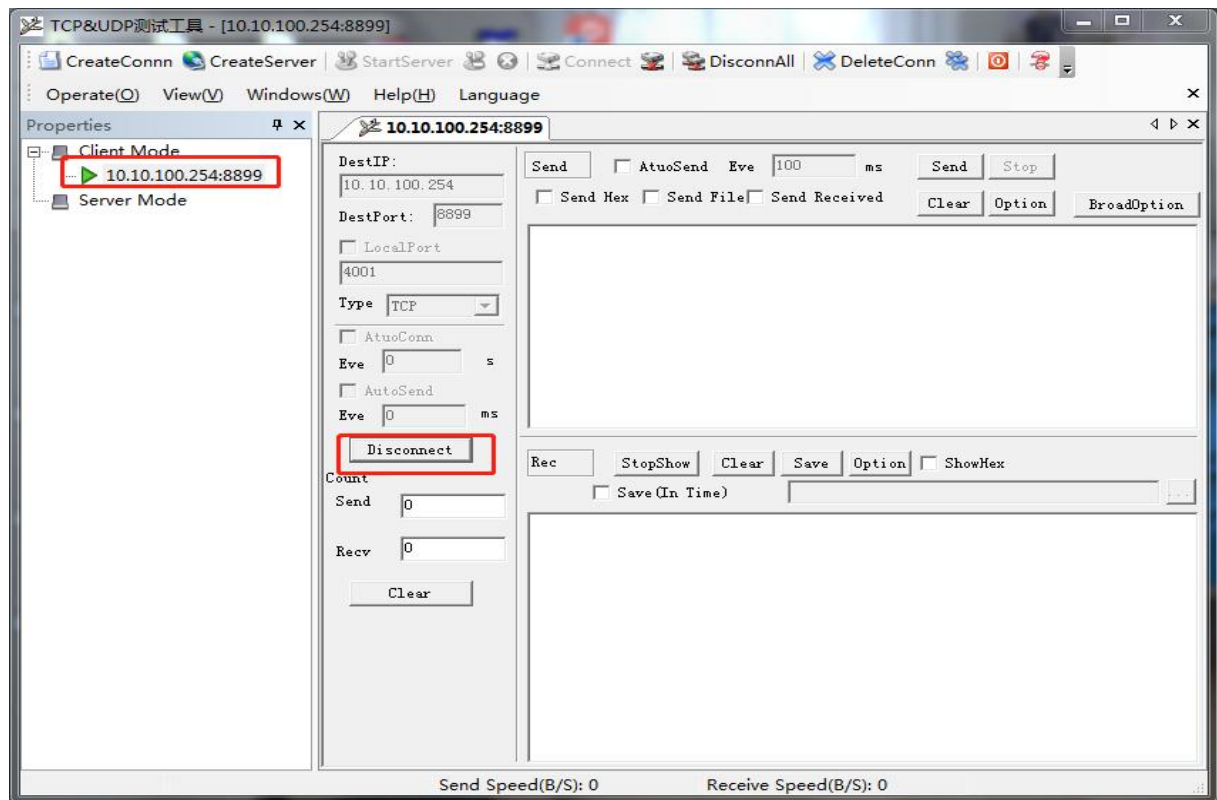 TCP&UDP测试工具 - [10.10.100.254:8899]
CreateConnn CreateServer StartServer Connect DisconnAll DeleteConn
Operate(O) View(V) Windows(W) Help(H) Language
Properties
10.10.100.254:8899
Client Mode
10.10.100.254:8899
Server Mode
DestIP:
10. 10. 100. 254
DestPort: 8899
LocalPort
4001
Type TCP
AtuoConn
Eve 0 s
AutoSend
Eve 0 ms
Disconnect
Count
Send 0
Recv 0
Clear
Send AtuoSend Eve 100 ms Send Stop
Send Hex Send File Send Received Clear Option BroadOption
Rec StopShow Clear Save Option ShowHex
Save(In Time) ...
Send Speed(B/S): 0 Receive Speed(B/S): 0